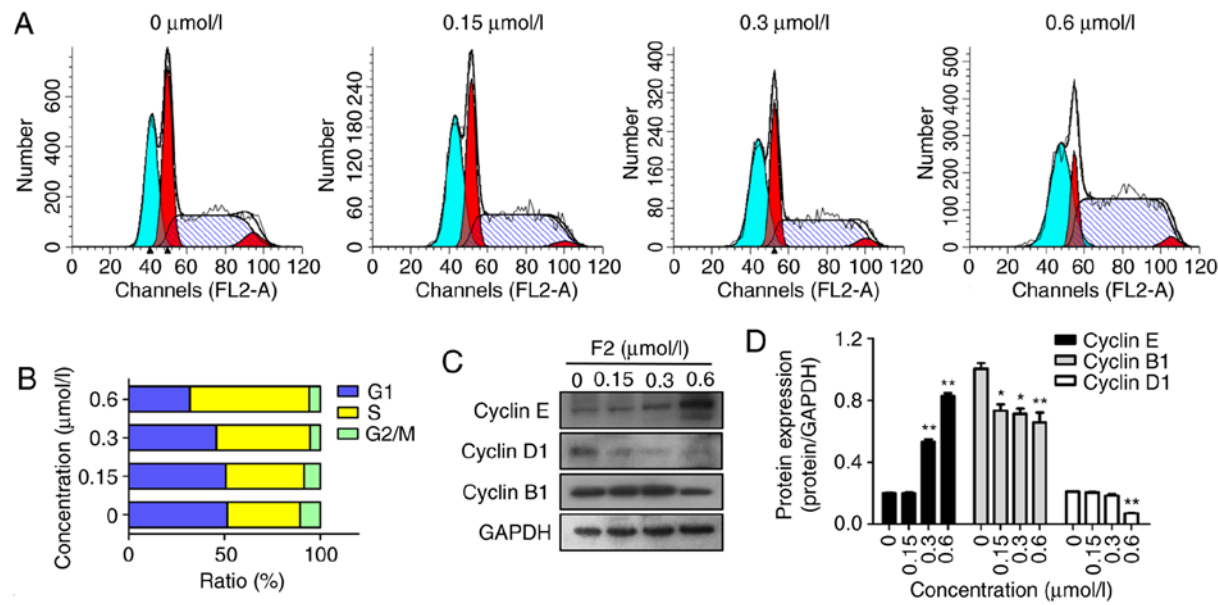 A
0 μmol/l
0.15 μmol/l
0.3 μmol/l
0.6 μmol/l
Number
0 200 400 600
0 20 40 60 80 100 120
Channels (FL2-A)
Number
0 60 120 180 240
0 20 40 60 80 100 120
Channels (FL2-A)
Number
0 80 160 240 320 400
0 20 40 60 80 100 120
Channels (FL2-A)
Number
0 100 200 300 400 500
0 20 40 60 80 100 120
Channels (FL2-A)
B
Concentration (μmol/l)
0.6
0.3
0.15
0
0 50 100
Ratio (%)
G1
S
G2/M
C
F2 (μmol/l)
0 0.15 0.3 0.6
Cyclin E
Cyclin D1
Cyclin B1
GAPDH
D
Protein expression
(protein/GAPDH)
1.2
0.8
0.4
0.0
Cyclin E
Cyclin B1
Cyclin D1
** **
* * **
**
0 0.15 0.3 0.6 0 0.15 0.3 0.6 0 0.15 0.3 0.6
Concentration (μmol/l)